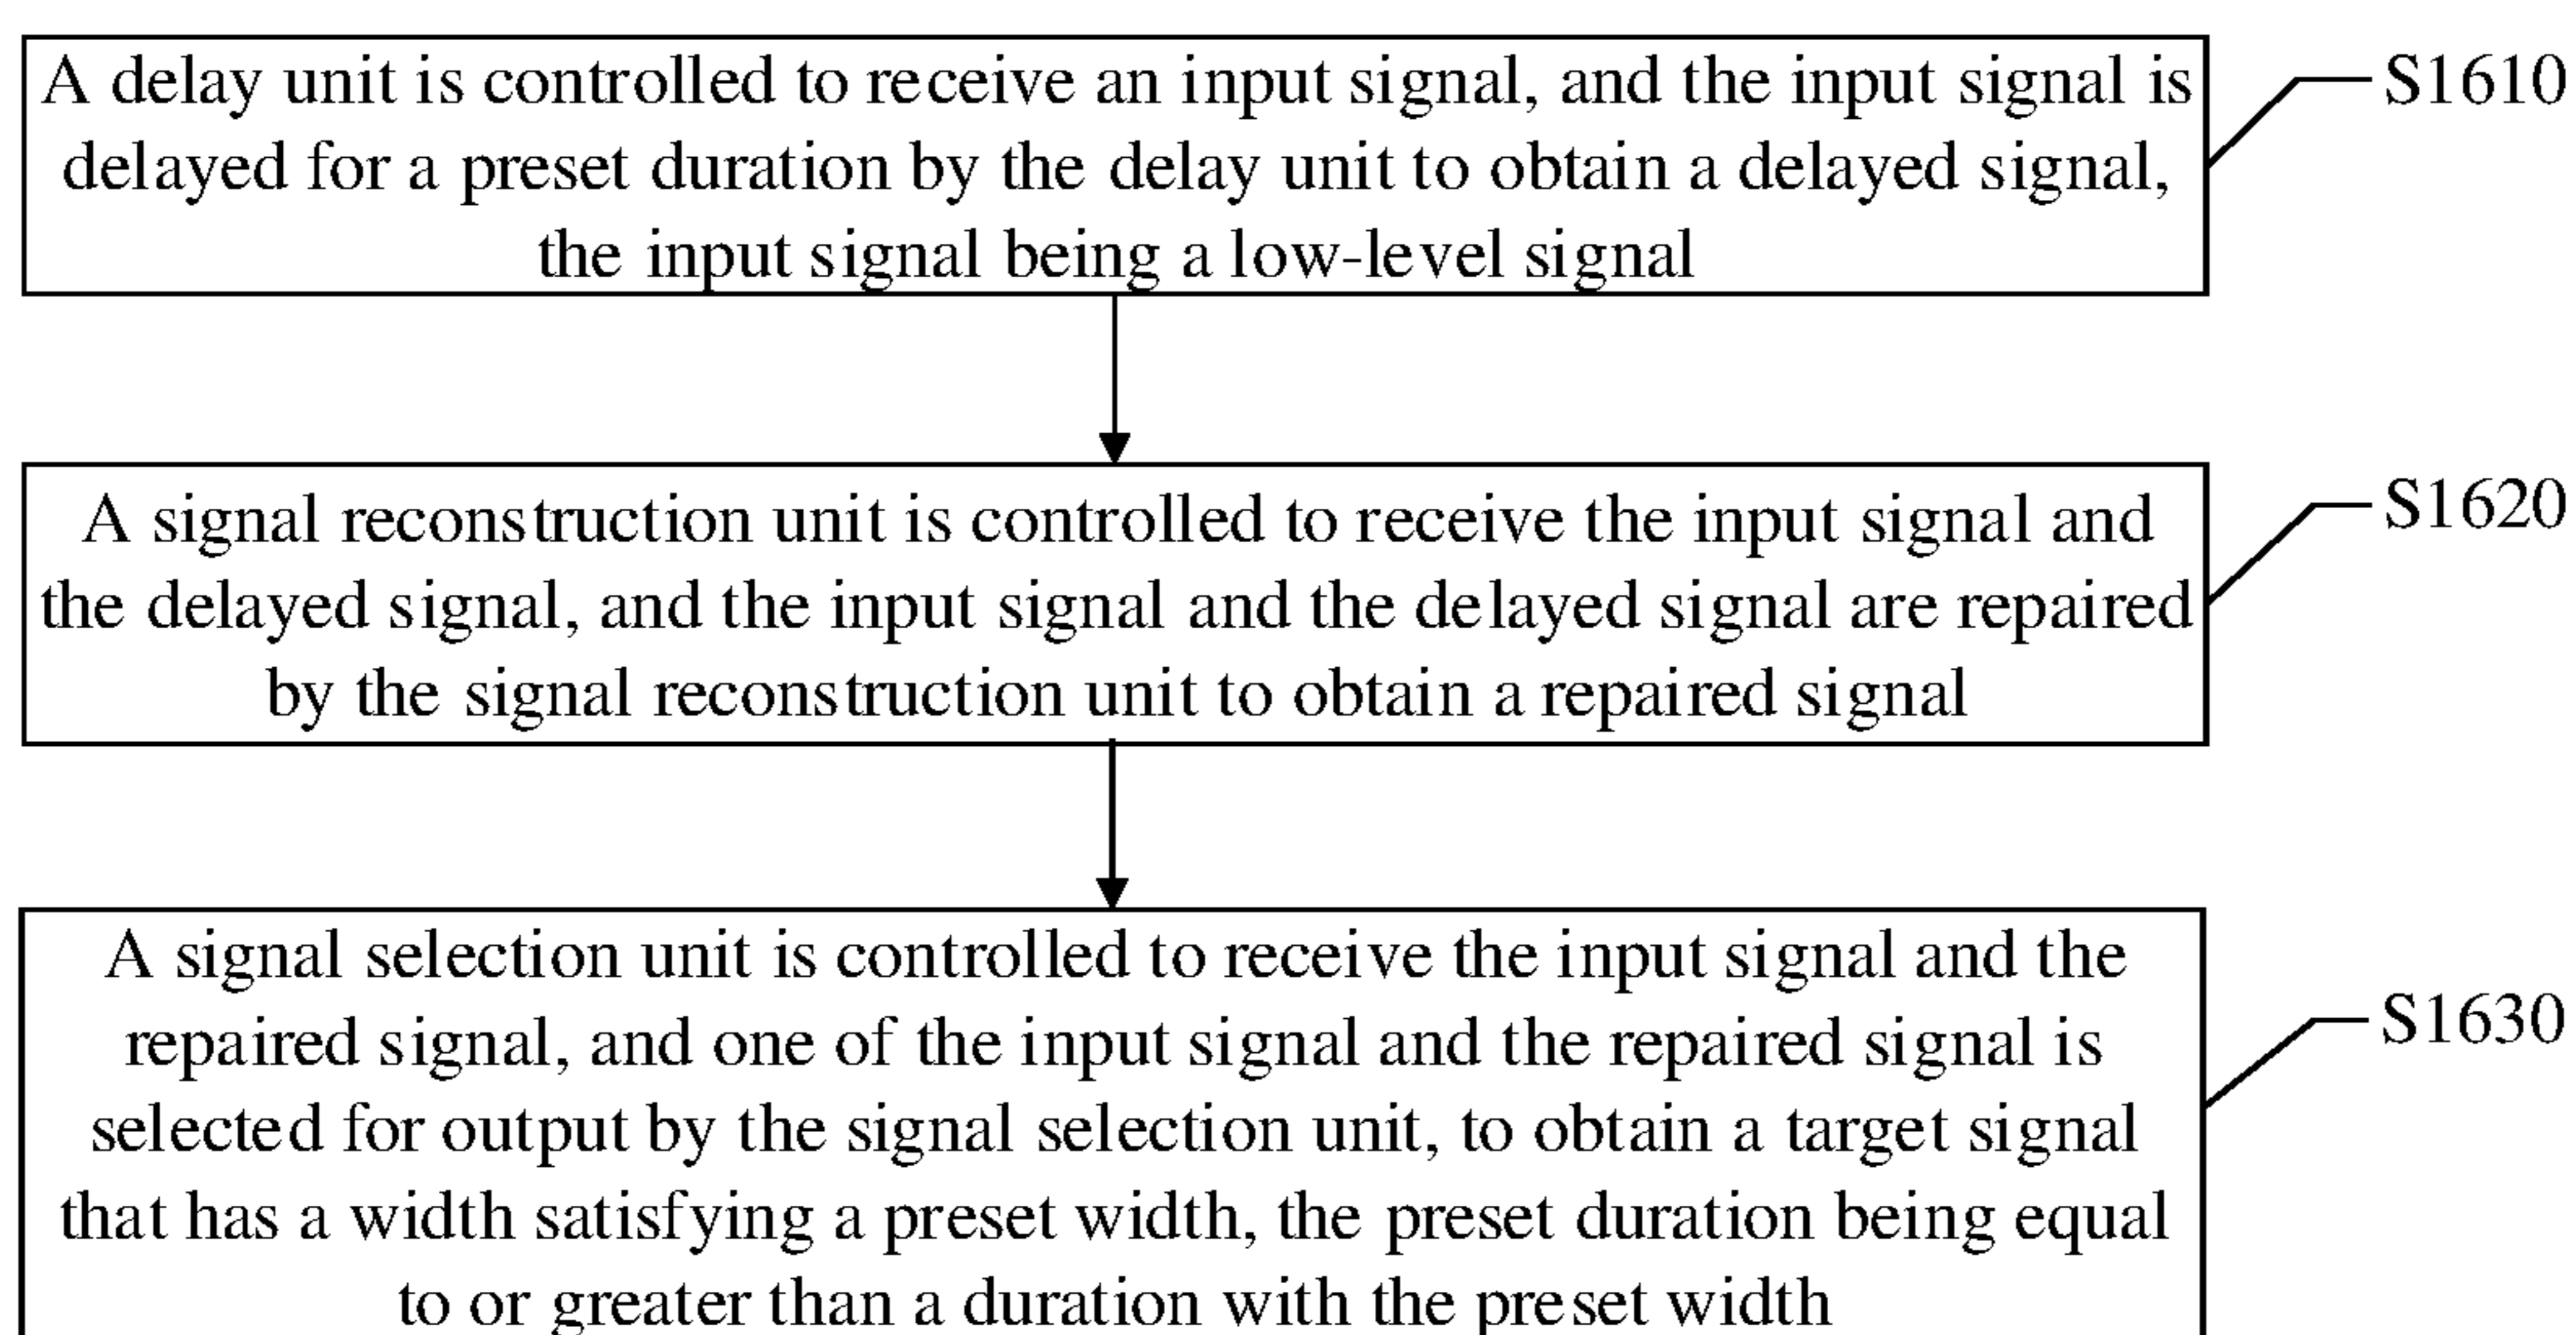 A delay unit is controlled to receive an input signal, and the input signal is
delayed for a preset duration by the delay unit to obtain a delayed signal,
the input signal being a low-level signal
S1610
A signal reconstruction unit is controlled to receive the input signal and
the delayed signal, and the input signal and the delayed signal are repaired
by the signal reconstruction unit to obtain a repaired signal
S1620
A signal selection unit is controlled to receive the input signal and the
repaired signal, and one of the input signal and the repaired signal is
selected for output by the signal selection unit, to obtain a target signal
that has a width satisfying a preset width, the preset duration being equal
to or greater than a duration with the preset width
S1630